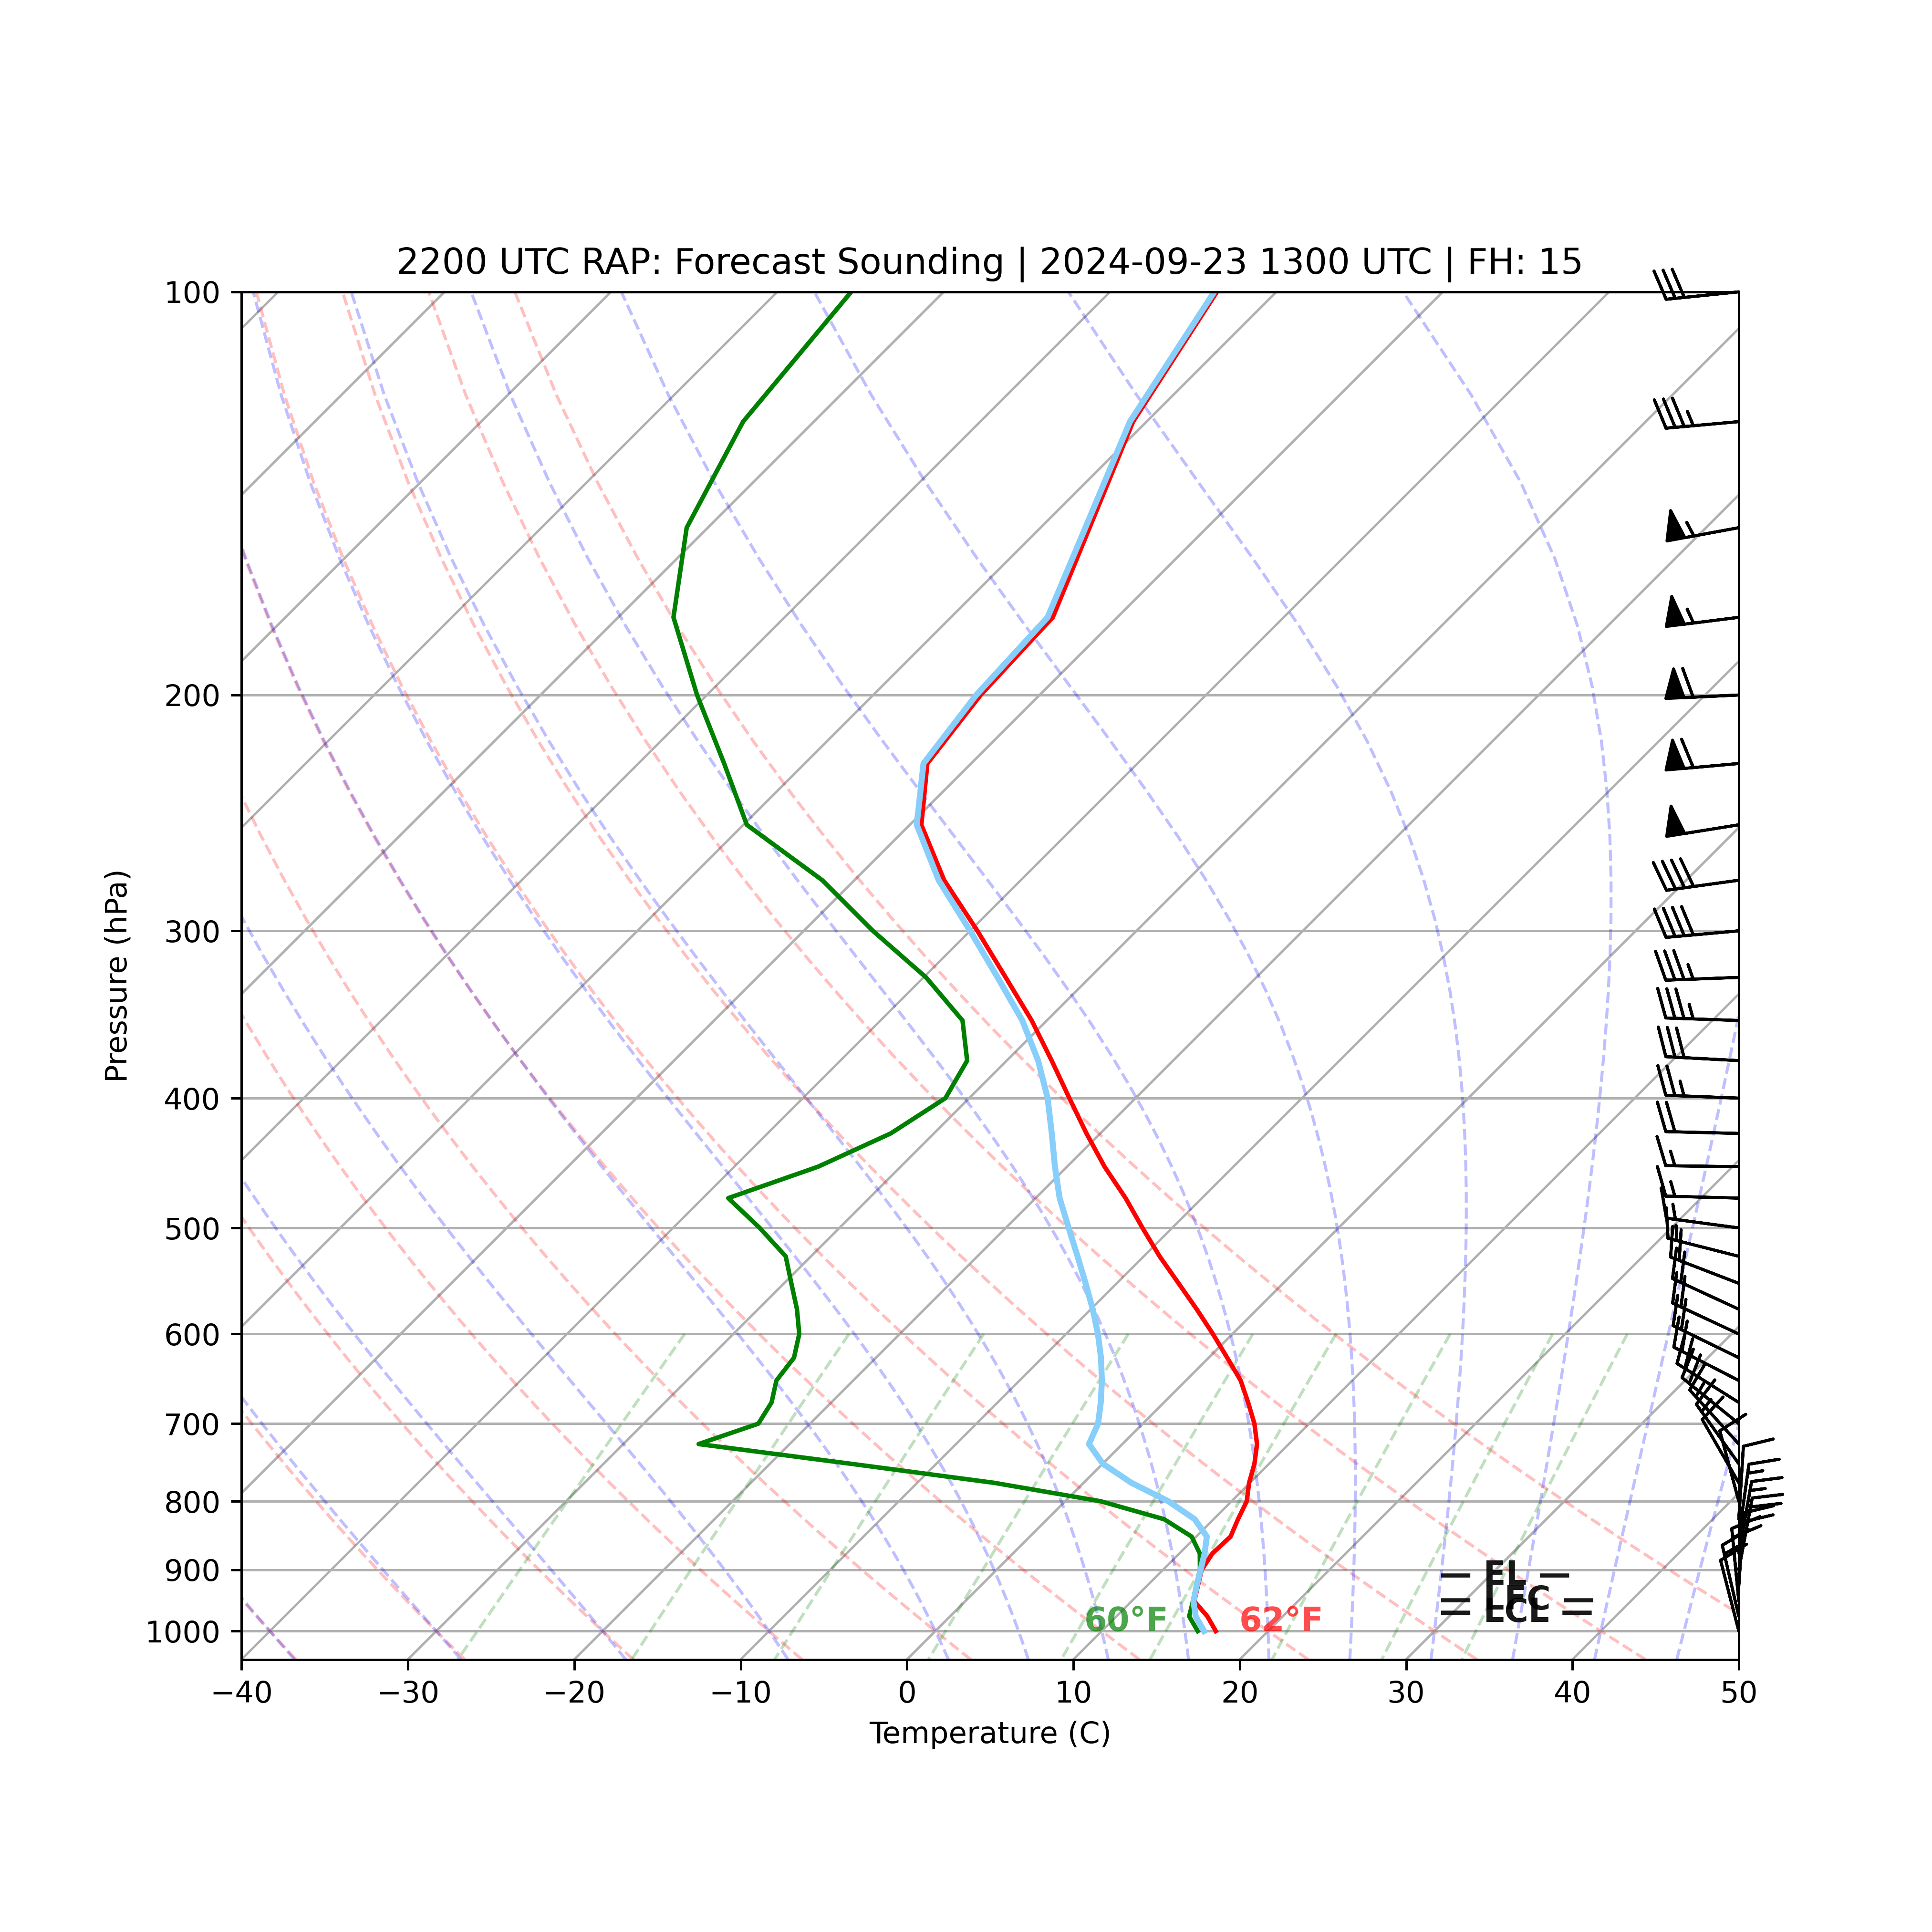 2200 UTC RAP: Forecast Sounding | 2024-09-23 1300 UTC | FH: 15
100
200
300
400
500
600
700
800
900
1000
Pressure (hPa)
— EL —
— LFC —
— LCL —
60°F 62°F
−40 −30 −20 −10 0 10 20 30 40 50
Temperature (C)